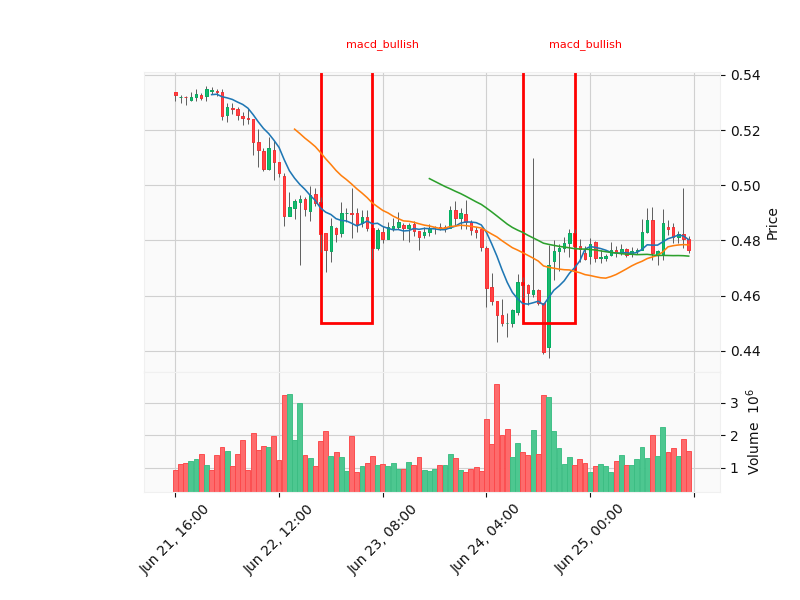 macd_bullish macd_bullish
0.54
0.52
0.50
0.48
0.46
0.44
Price
3
2
1
Volume 10^6
Jun 21, 16:00
Jun 22, 12:00
Jun 23, 08:00
Jun 24, 04:00
Jun 25, 00:00